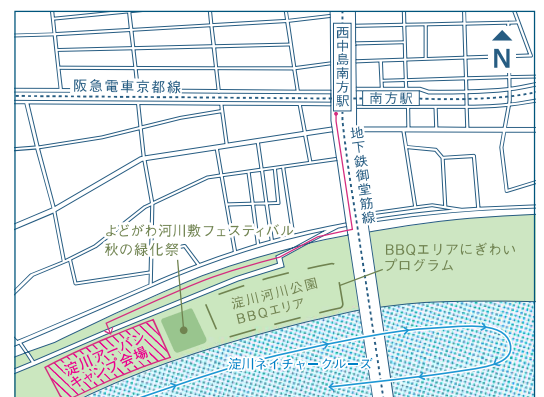 西中島南方駅
N
阪急電車京都線
南方駅
地下鉄御堂筋線
よどがわ河川敷フェスティバル
秋の緑化祭
BBQエリアにぎわい
プログラム
淀川河川公園
BBQエリア
淀川アーバン
キャンプ会場
淀川ネイチャークルーズ